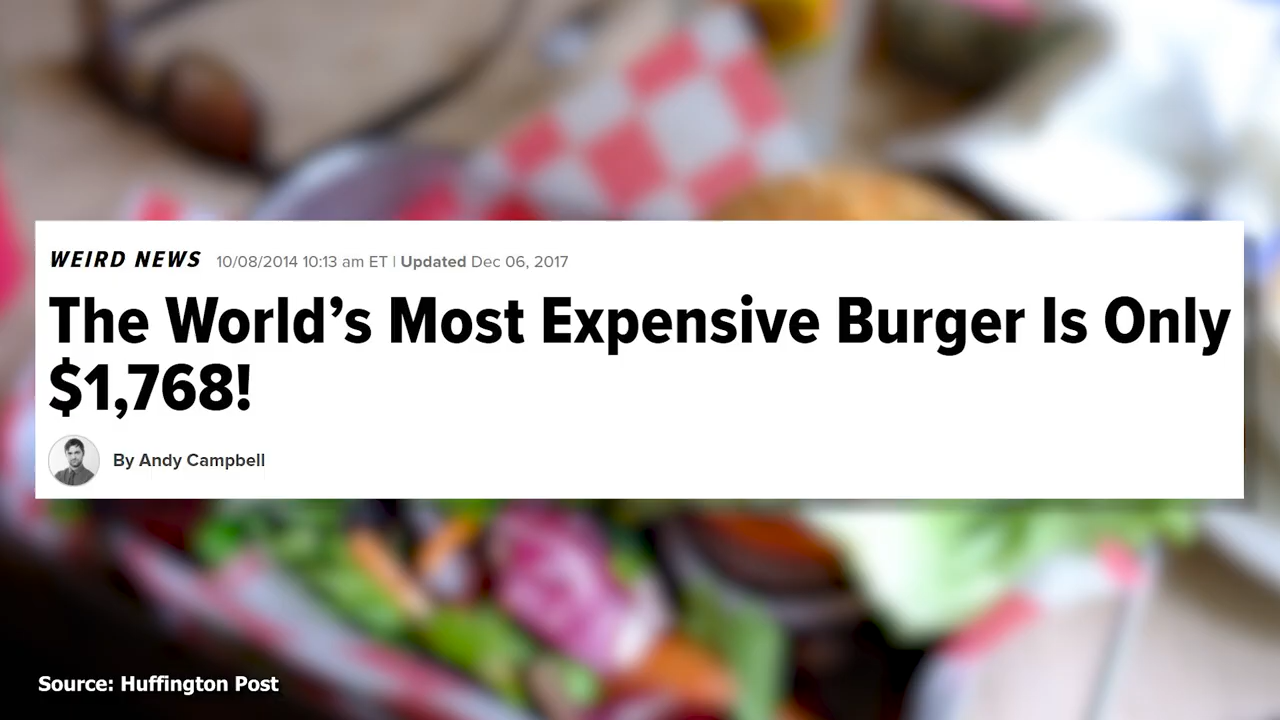 WEIRD NEWS 10/08/2014 10:13 am ET | Updated Dec 06, 2017
The World’s Most Expensive Burger Is Only
$1,768!
By Andy Campbell
Source: Huffington Post